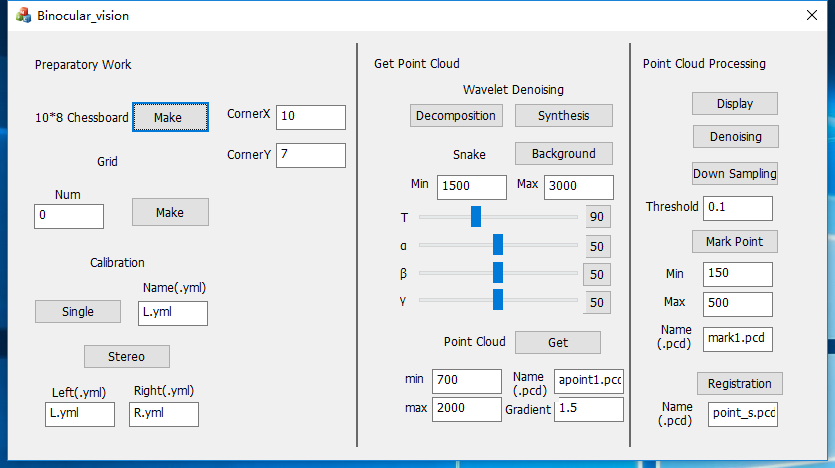 Binocular_vision
Preparatory Work
10*8 Chessboard Make CornerX 10
CornerY 7
Grid
Num
0 Make
Calibration
Name(.yml)
Single L.yml
Stereo
Left(.yml) Right(.yml)
L.yml R.yml
Get Point Cloud
Wavelet Denoising
Decomposition Synthesis
Snake Background
Min 1500 Max 3000
T 90
α 50
β 50
γ 50
Point Cloud Get
min 700 Name (.pcd) apoint1.pcd
max 2000 Gradient 1.5
Point Cloud Processing
Display
Denoising
Down Sampling
Threshold 0.1
Mark Point
Min 150
Max 500
Name (.pcd) mark1.pcd
Registration
Name (.pcd) point_s.pcd